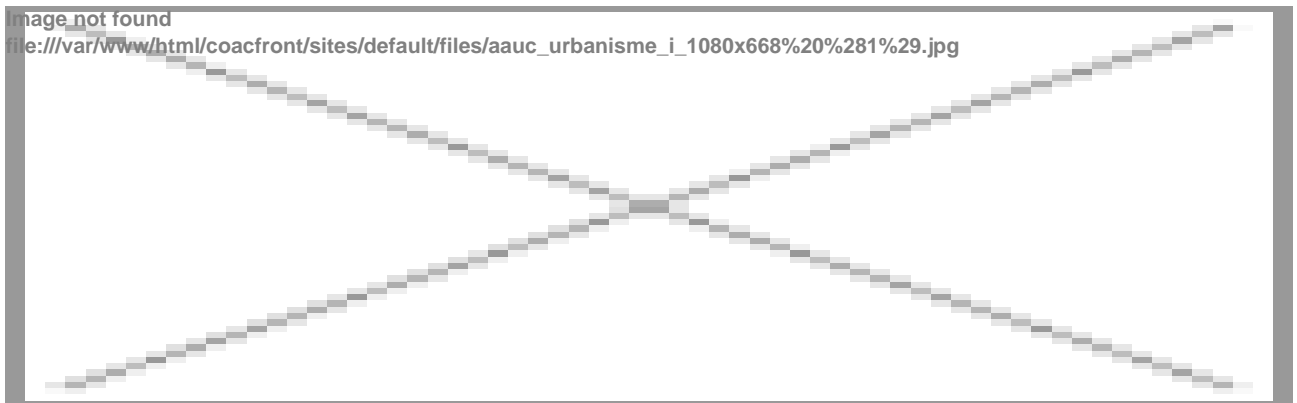 Image not found
file:///var/www/html/coacfront/sites/default/files/aauc_urbanisme_i_1080x668%20%281%29.jpg